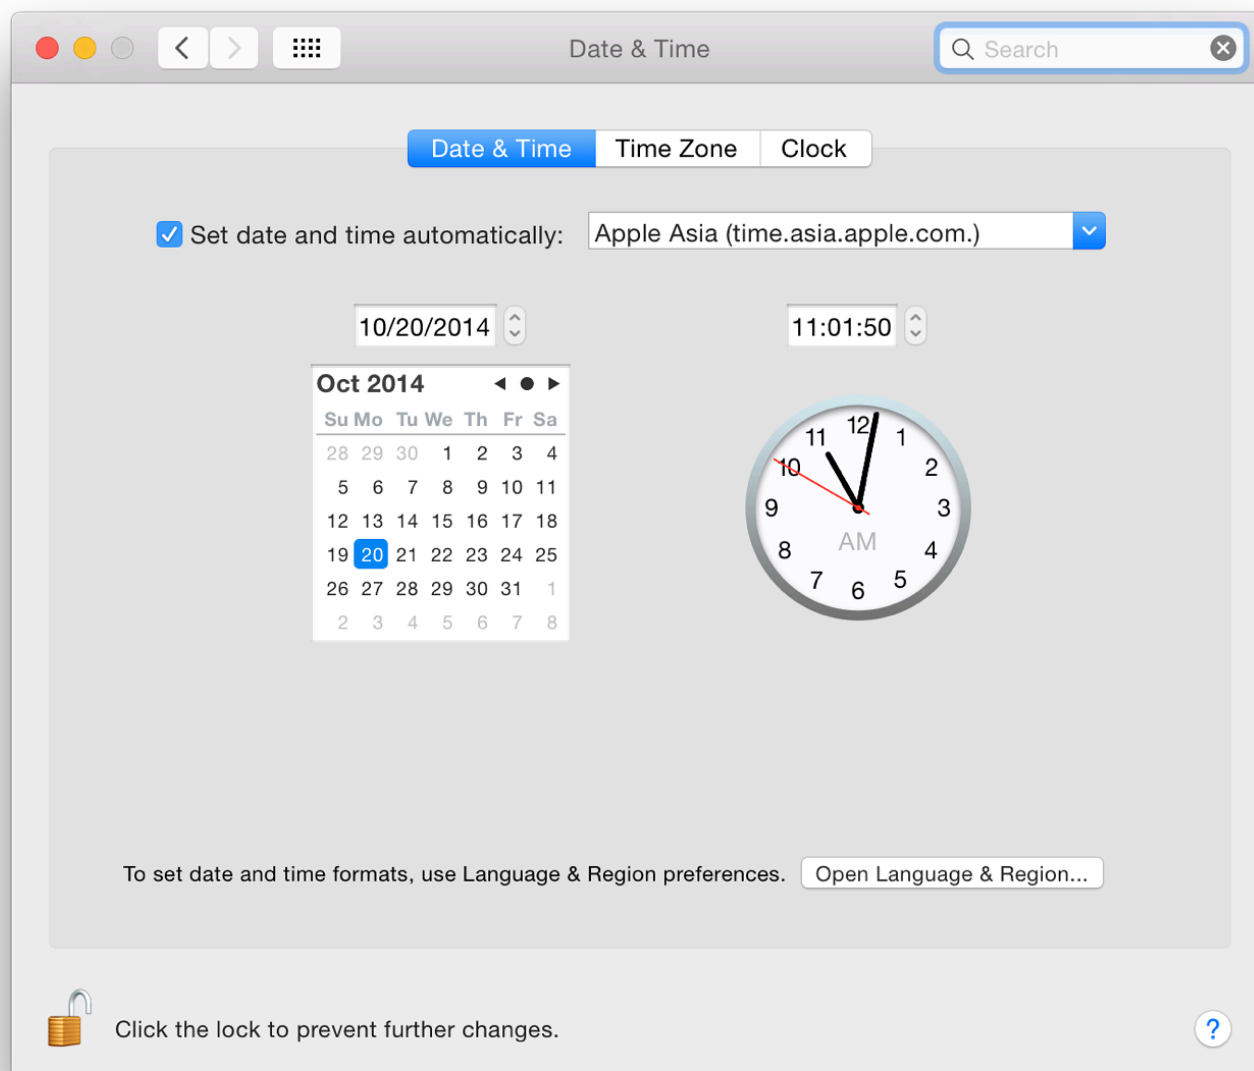 Date & Time
Search
Date & Time Time Zone Clock
Set date and time automatically: Apple Asia (time.asia.apple.com.)
10/20/2014
11:01:50
Oct 2014
Su Mo Tu We Th Fr Sa
28 29 30 1 2 3 4
5 6 7 8 9 10 11
12 13 14 15 16 17 18
19 20 21 22 23 24 25
26 27 28 29 30 31 1
2 3 4 5 6 7 8
12
1
2
3
4
5
6
7
8
9
10
11
AM
To set date and time formats, use Language & Region preferences. Open Language & Region...
Click the lock to prevent further changes.
?